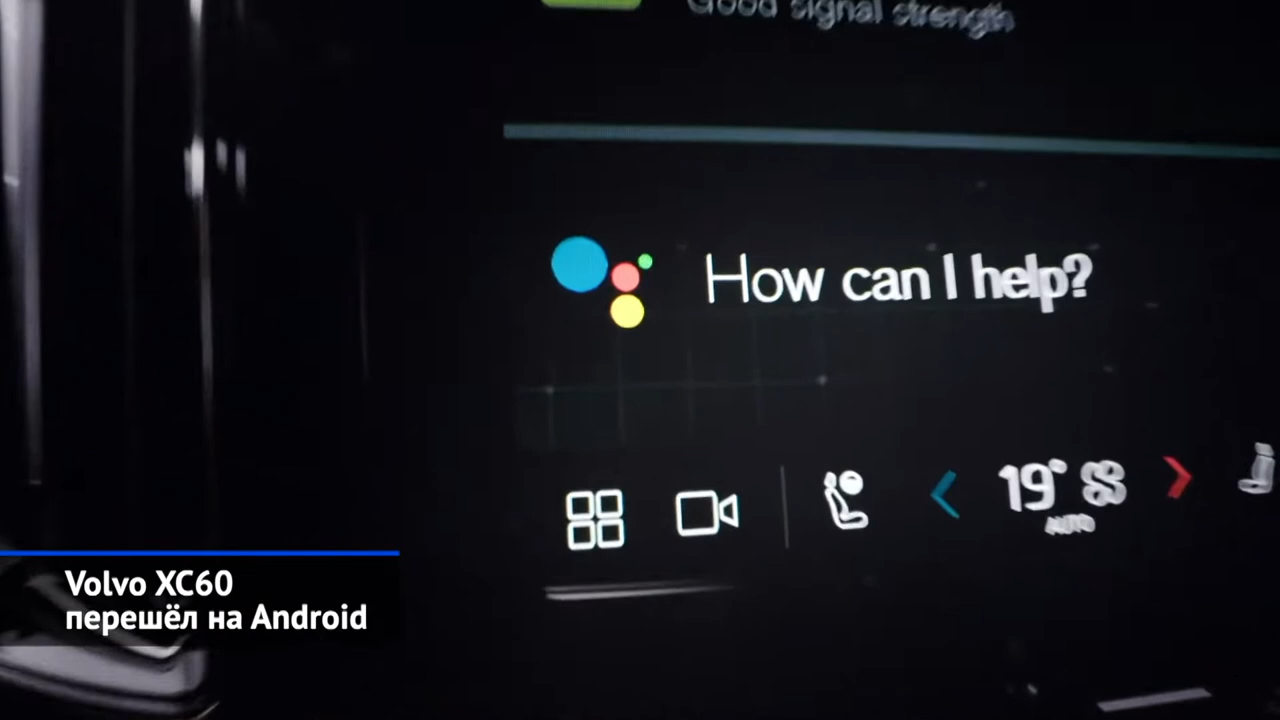 Good signal strength
How can I help?
19°
AUTO
Volvo XC60
перешёл на Android